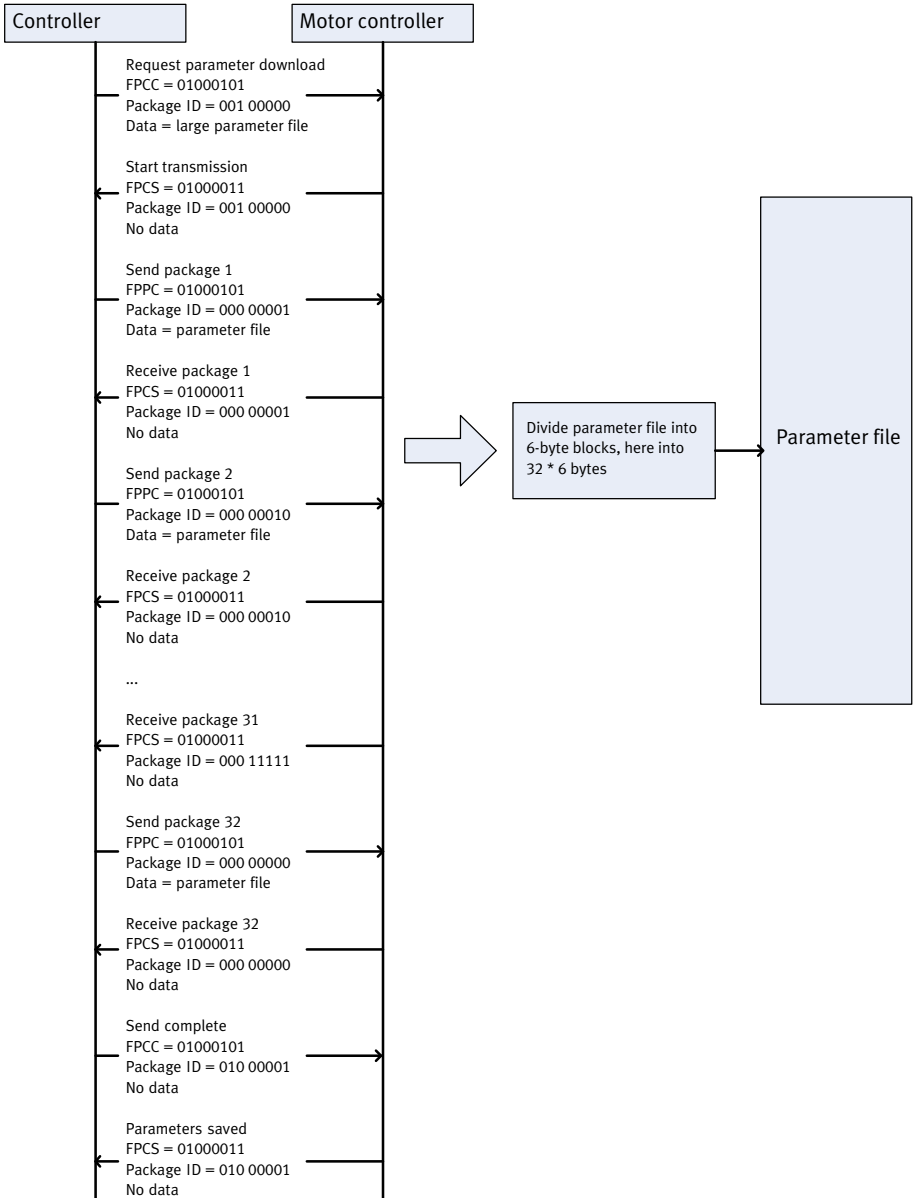 Controller
Motor controller
Request parameter download
FPCC = 01000101
Package ID = 001 00000
Data = large parameter file
Start transmission
FPCS = 01000011
Package ID = 001 00000
No data
Send package 1
FPPC = 01000101
Package ID = 000 00001
Data = parameter file
Receive package 1
FPCS = 01000011
Package ID = 000 00001
No data
Send package 2
FPPC = 01000101
Package ID = 000 00010
Data = parameter file
Receive package 2
FPCS = 01000011
Package ID = 000 00010
No data
...
Receive package 31
FPCS = 01000011
Package ID = 000 11111
No data
Send package 32
FPPC = 01000101
Package ID = 000 00000
Data = parameter file
Receive package 32
FPCS = 01000011
Package ID = 000 00000
No data
Send complete
FPCC = 01000101
Package ID = 010 00001
No data
Parameters saved
FPCS = 01000011
Package ID = 010 00001
No data
Divide parameter file into
6-byte blocks, here into
32 * 6 bytes
Parameter file